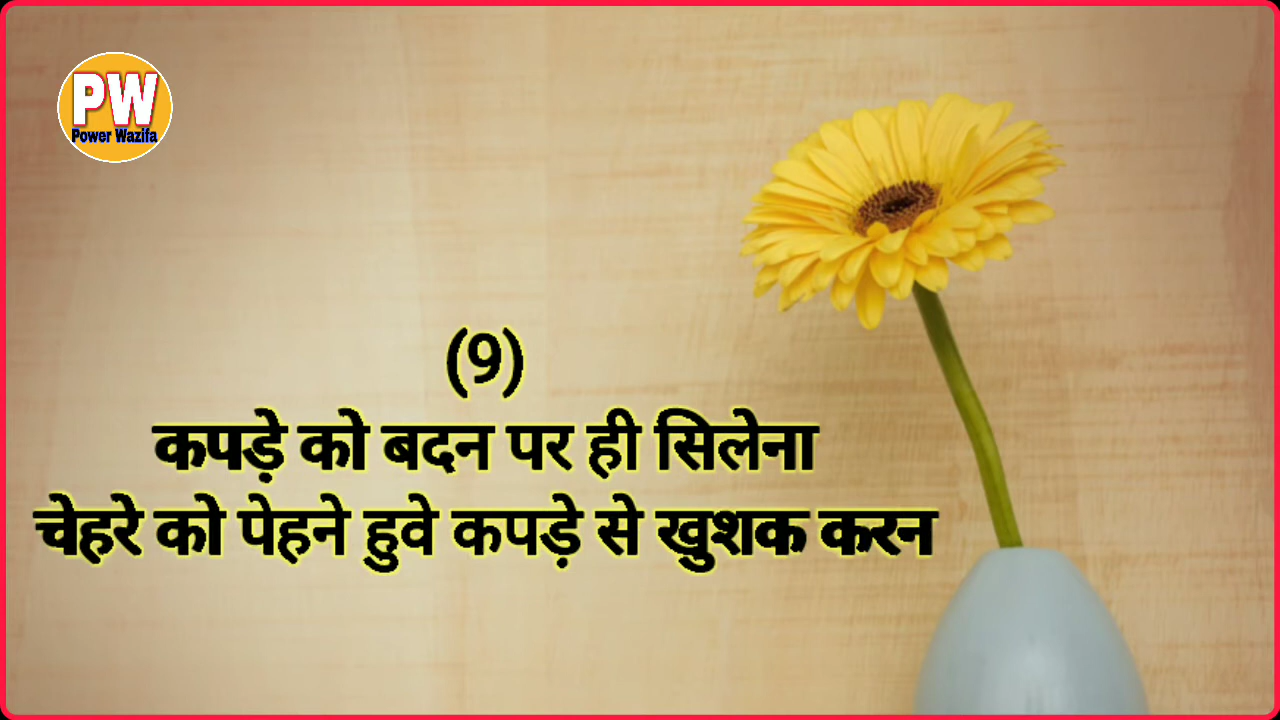 PW
Power Wazifa
(9)
कपड़े को बदन पर ही सिलेना
चेहरे को पेहने हुवे कपड़े से खुशक करन